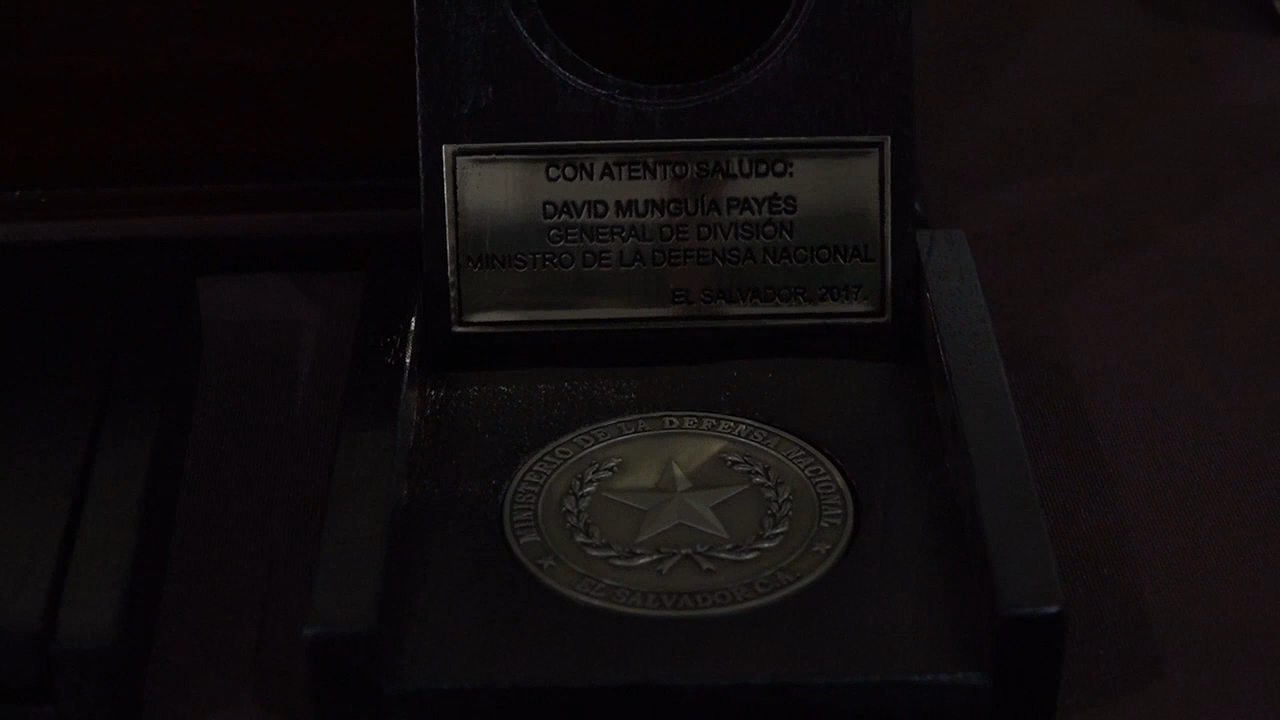 CON ATENTO SALUDO:
DAVID MUNGUÍA PAYÉS
GENERAL DE DIVISIÓN
MINISTRO DE LA DEFENSA NACIONAL
EL SALVADOR, 2017.
MINISTERIO DE LA DEFENSA NACIONAL
EL SALVADOR C.A.